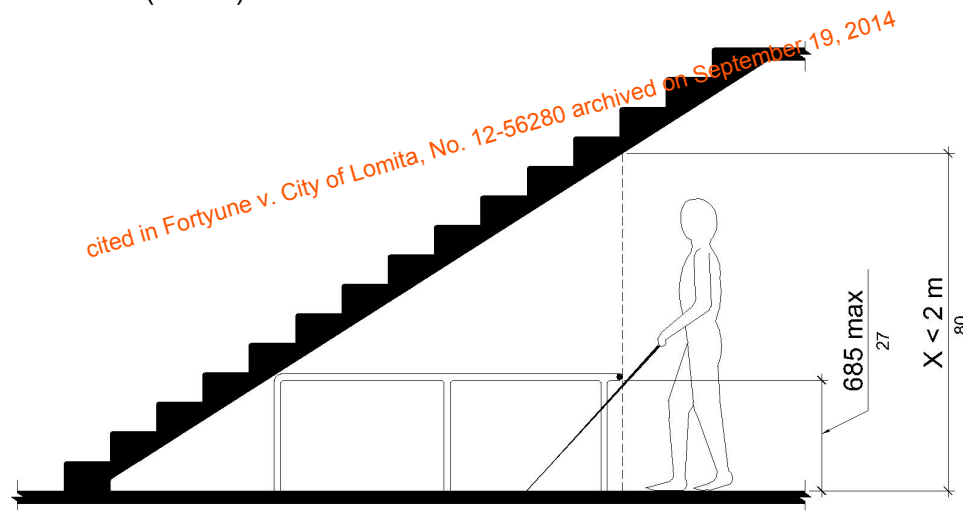 cited in Fortyune v. City of Lomita, No. 12-56280 archived on September 19, 2014
685 max
27
X < 2 m
80